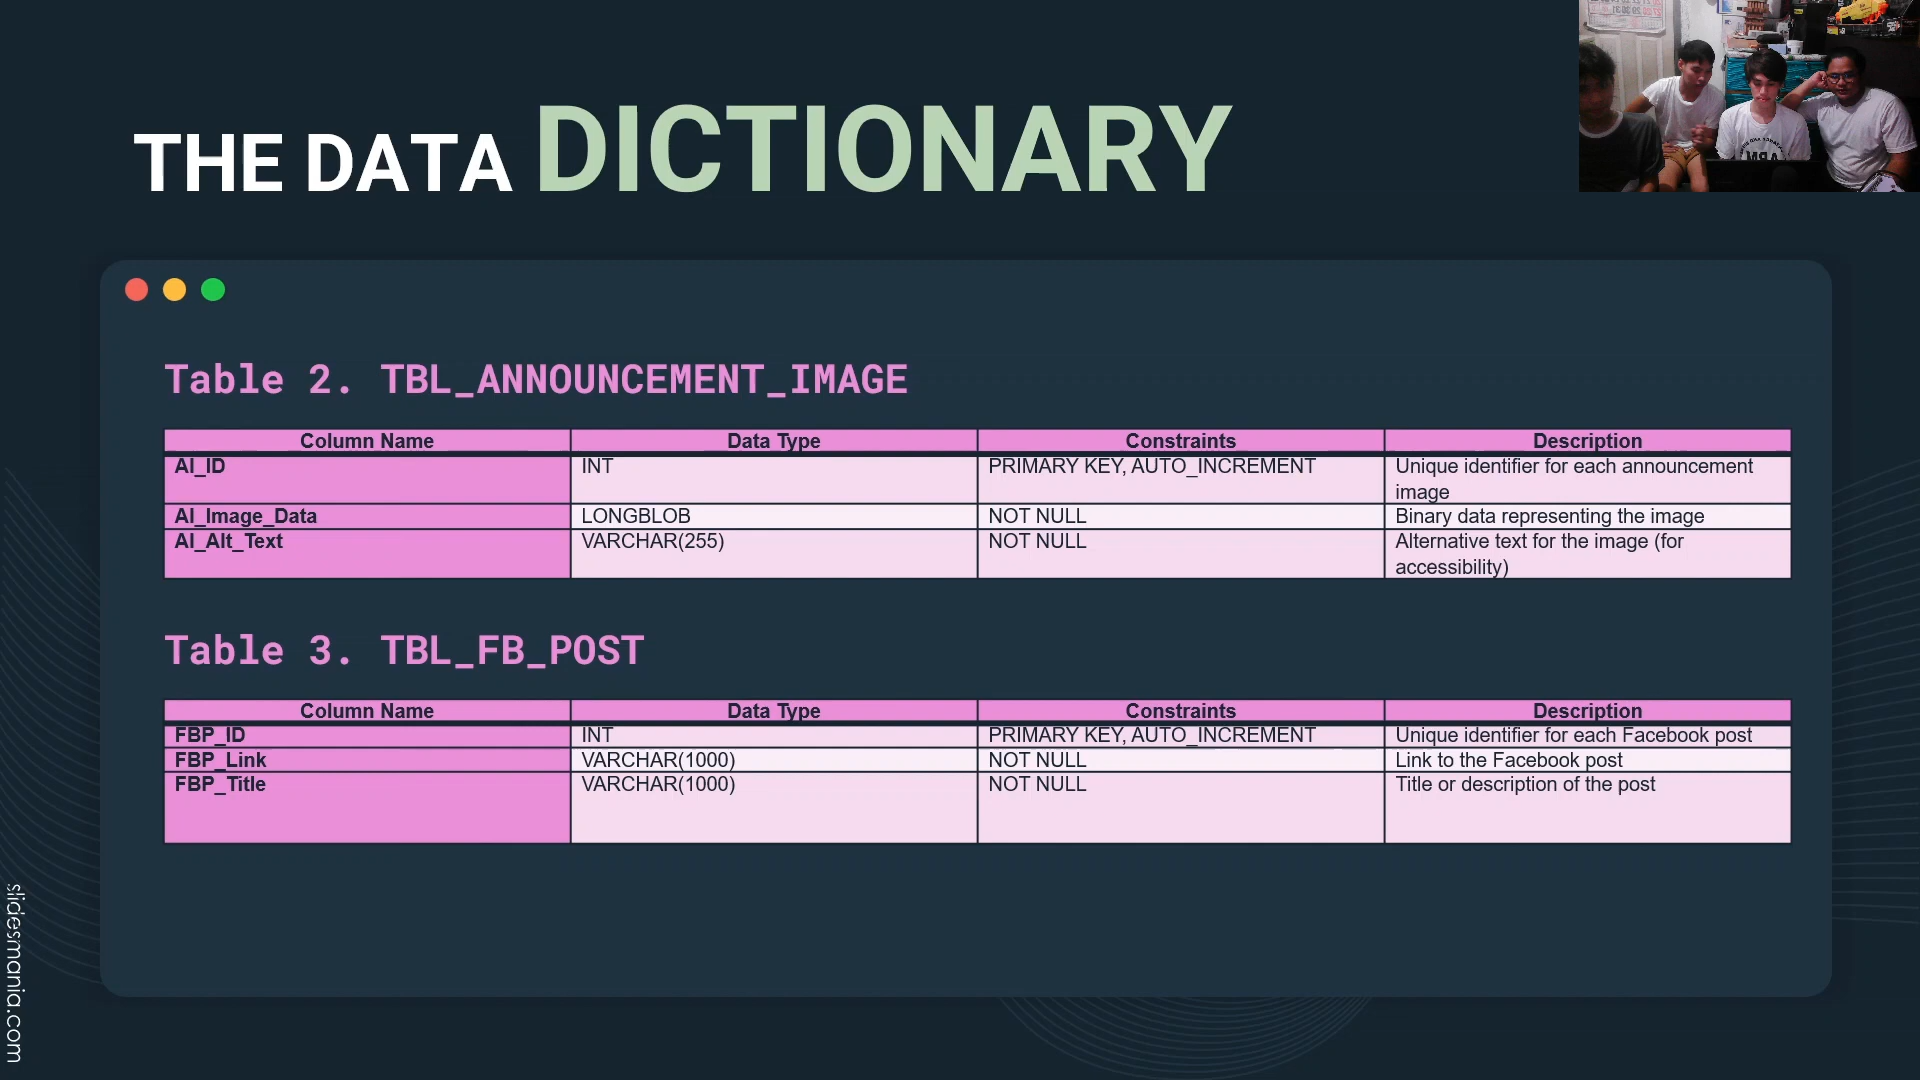 THE DATA DICTIONARY
Table 2. TBL_ANNOUNCEMENT_IMAGE
Column Name Data Type Constraints Description
AI_ID INT PRIMARY KEY, AUTO_INCREMENT Unique identifier for each announcement
image
AI_Image_Data LONGBLOB NOT NULL Binary data representing the image
AI_Alt_Text VARCHAR(255) NOT NULL Alternative text for the image (for
accessibility)
Table 3. TBL_FB_POST
Column Name Data Type Constraints Description
FBP_ID INT PRIMARY KEY, AUTO_INCREMENT Unique identifier for each Facebook post
FBP_Link VARCHAR(1000) NOT NULL Link to the Facebook post
FBP_Title VARCHAR(1000) NOT NULL Title or description of the post
slidesmania.com